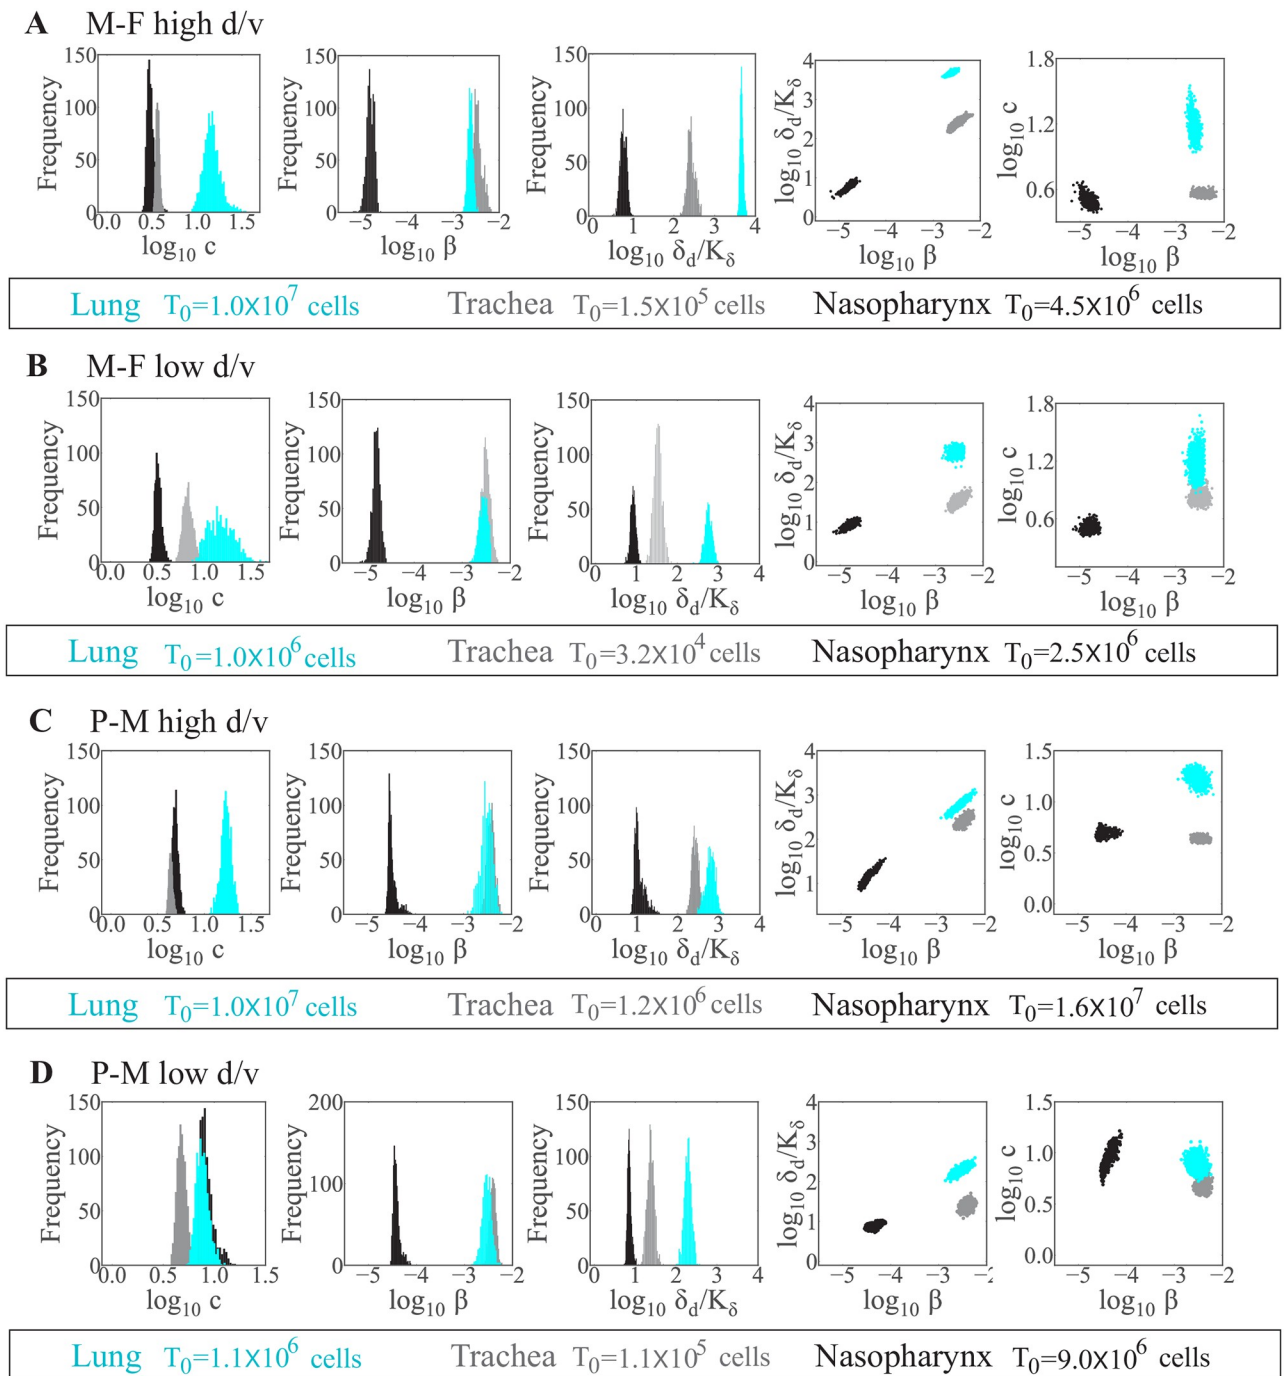 A M-F high d/v
150 100 50 0 Frequency 0.0 0.5 1.0 1.5 log10 c
150 100 50 0 Frequency −5 −4 −3 −2 log10 β
150 100 50 0 Frequency 0 1 2 3 4 log10 δd/Kδ
4 3 2 1 0 log10 δd/Kδ −5 −4 −3 −2 log10 β
1.8 1.2 0.6 log10 c −5 −4 −3 −2 log10 β
Lung T0=1.0X10^7 cells Trachea T0=1.5X10^5 cells Nasopharynx T0=4.5X10^6 cells
B M-F low d/v
150 100 50 0 Frequency 0.0 0.5 1.0 1.5 log10 c
150 100 50 0 Frequency −5 −4 −3 −2 log10 β
150 100 50 0 Frequency 0 1 2 3 4 log10 δd/Kδ
4 3 2 1 0 log10 δd/Kδ −5 −4 −3 −2 log10 β
1.8 1.2 0.6 log10 c −5 −4 −3 −2 log10 β
Lung T0=1.0X10^6 cells Trachea T0=3.2X10^4 cells Nasopharynx T0=2.5X10^6 cells
C P-M high d/v
150 100 50 0 Frequency 0.0 0.5 1.0 1.5 log10 c
150 100 50 0 Frequency −5 −4 −3 −2 log10 β
150 100 50 0 Frequency 0 1 2 3 4 log10 δd/Kδ
4 3 2 1 log10 δd/Kδ −5 −4 −3 −2 log10 β
1.5 1.0 0.5 0.0 log10 c −5 −4 −3 −2 log10 β
Lung T0=1.0X10^7 cells Trachea T0=1.2X10^6 cells Nasopharynx T0=1.6X10^7 cells
D P-M low d/v
150 100 50 0 Frequency 0.0 0.5 1.0 1.5 log10 c
200 100 0 Frequency −5 −4 −3 −2 log10 β
150 100 50 0 Frequency 0 1 2 3 4 log10 δd/Kδ
4 3 2 1 0 log10 δd/Kδ −5 −4 −3 −2 log10 β
1.5 1.0 0.5 0.0 log10 c −5 −4 −3 −2 log10 β
Lung T0=1.1X10^6 cells Trachea T0=1.1X10^5 cells Nasopharynx T0=9.0X10^6 cells